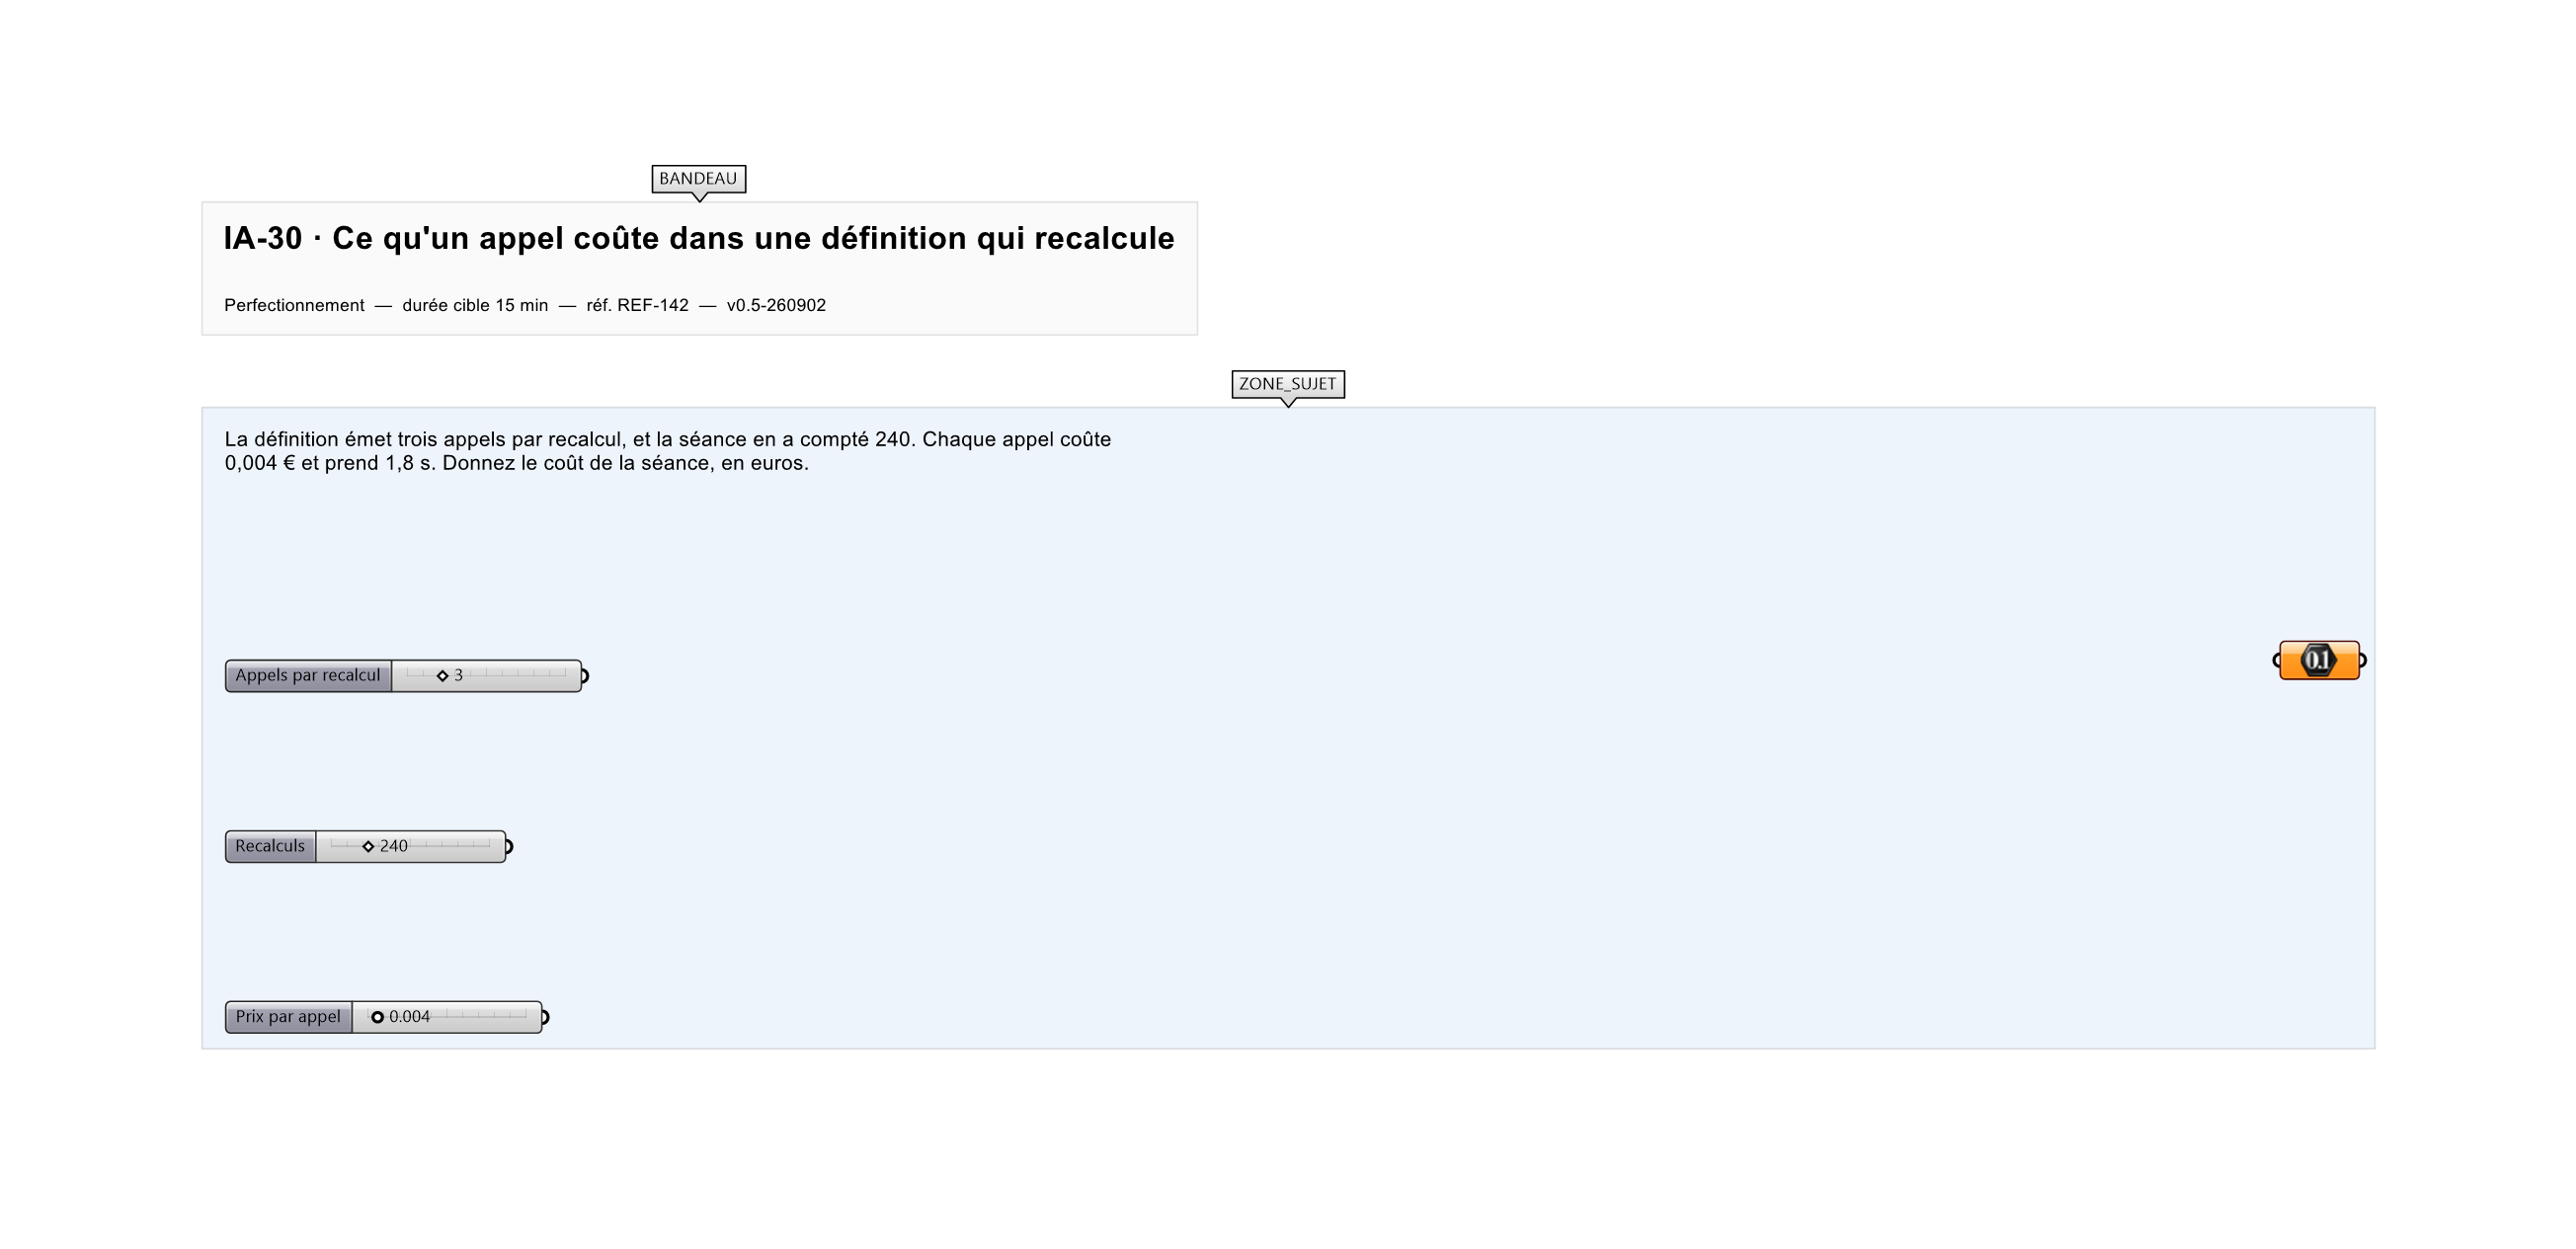 BANDEAU
IA-30 · Ce qu'un appel coûte dans une définition qui recalcule
Perfectionnement — durée cible 15 min — réf. REF-142 — v0.5-260902
ZONE_SUJET
La définition émet trois appels par recalcul, et la séance en a compté 240. Chaque appel coûte
0,004 € et prend 1,8 s. Donnez le coût de la séance, en euros.
0.1
Appels par recalcul 3
Recalculs 240
Prix par appel 0.004